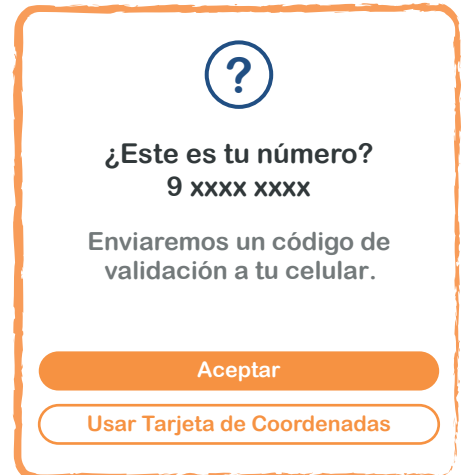 ?
¿Este es tu número?
9 xxxx xxxx
Enviaremos un código de
validación a tu celular.
Aceptar
Usar Tarjeta de Coordenadas